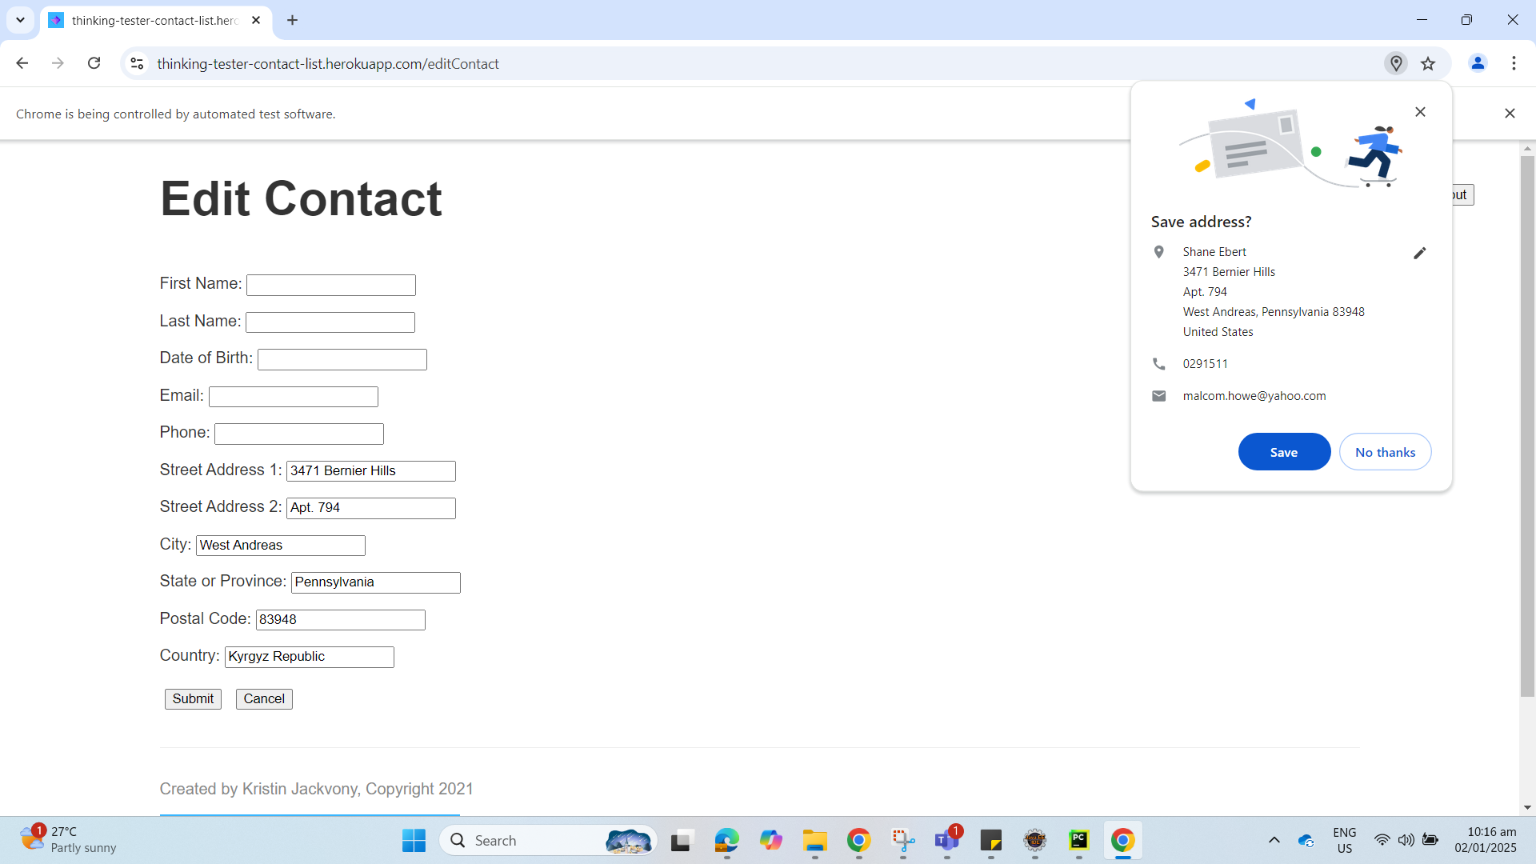 thinking-tester-contact-list.hero
thinking-tester-contact-list.herokuapp.com/editContact
Chrome is being controlled by automated test software.
Edit Contact
First Name:
Last Name:
Date of Birth:
Email:
Phone:
Street Address 1: 3471 Bernier Hills
Street Address 2: Apt. 794
City: West Andreas
State or Province: Pennsylvania
Postal Code: 83948
Country: Kyrgyz Republic
Submit Cancel
Created by Kristin Jackvony, Copyright 2021
Save address?
Shane Ebert
3471 Bernier Hills
Apt. 794
West Andreas, Pennsylvania 83948
United States
0291511
malcom.howe@yahoo.com
Save No thanks
out
1
27°C
Partly sunny
Search
1
PC
ENG
US
10:16 am
02/01/2025